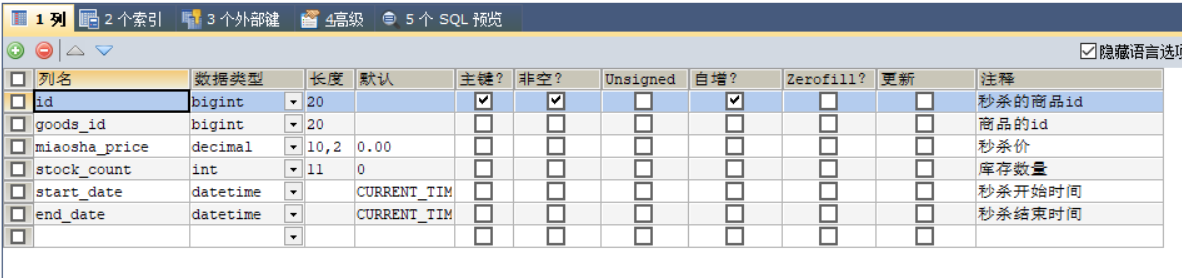 1 列 2 个索引 3 个外部键 4高级 5 个 SQL 预览
隐藏语言选项
列名 数据类型 长度 默认 主键? 非空? Unsigned 自增? Zerofill? 更新 注释
id bigint 20 秒杀的商品id
goods_id bigint 20 商品的id
miaosha_price decimal 10,2 0.00 秒杀价
stock_count int 11 0 库存数量
start_date datetime CURRENT_TIM 秒杀开始时间
end_date datetime CURRENT_TIM 秒杀结束时间